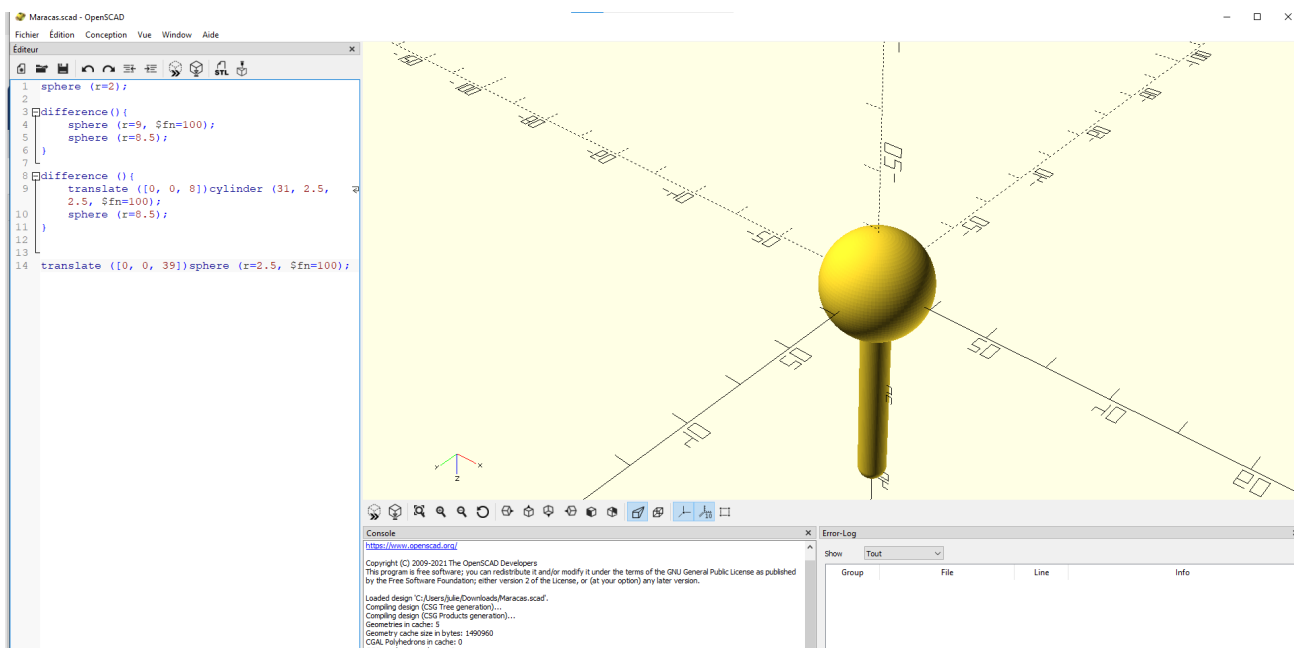 Maracas.scad - OpenSCAD
Fichier Édition Conception Vue Window Aide
Éditeur
STL
1 sphere (r=2);
2
3 difference(){
4 sphere (r=9, $fn=100);
5 sphere (r=8.5);
6 }
7
8 difference (){
9 translate ([0, 0, 8])cylinder (31, 2.5,
2.5, $fn=100);
10 sphere (r=8.5);
11 }
12
13
14 translate ([0, 0, 39])sphere (r=2.5, $fn=100);
x
y
z
10
Console
https://www.openscad.org/
Copyright (C) 2009-2021 The OpenSCAD Developers
This program is free software; you can redistribute it and/or modify it under the terms of the GNU General Public License as published
by the Free Software Foundation; either version 2 of the License, or (at your option) any later version.
Loaded design 'C:/Users/julie/Downloads/Maracas.scad'.
Compiling design (CSG Tree generation)...
Compiling design (CSG Products generation)...
Geometries in cache: 5
Geometry cache size in bytes: 1490960
CGAL Polyhedrons in cache: 0
Error-Log
Show Tout
Group File Line Info